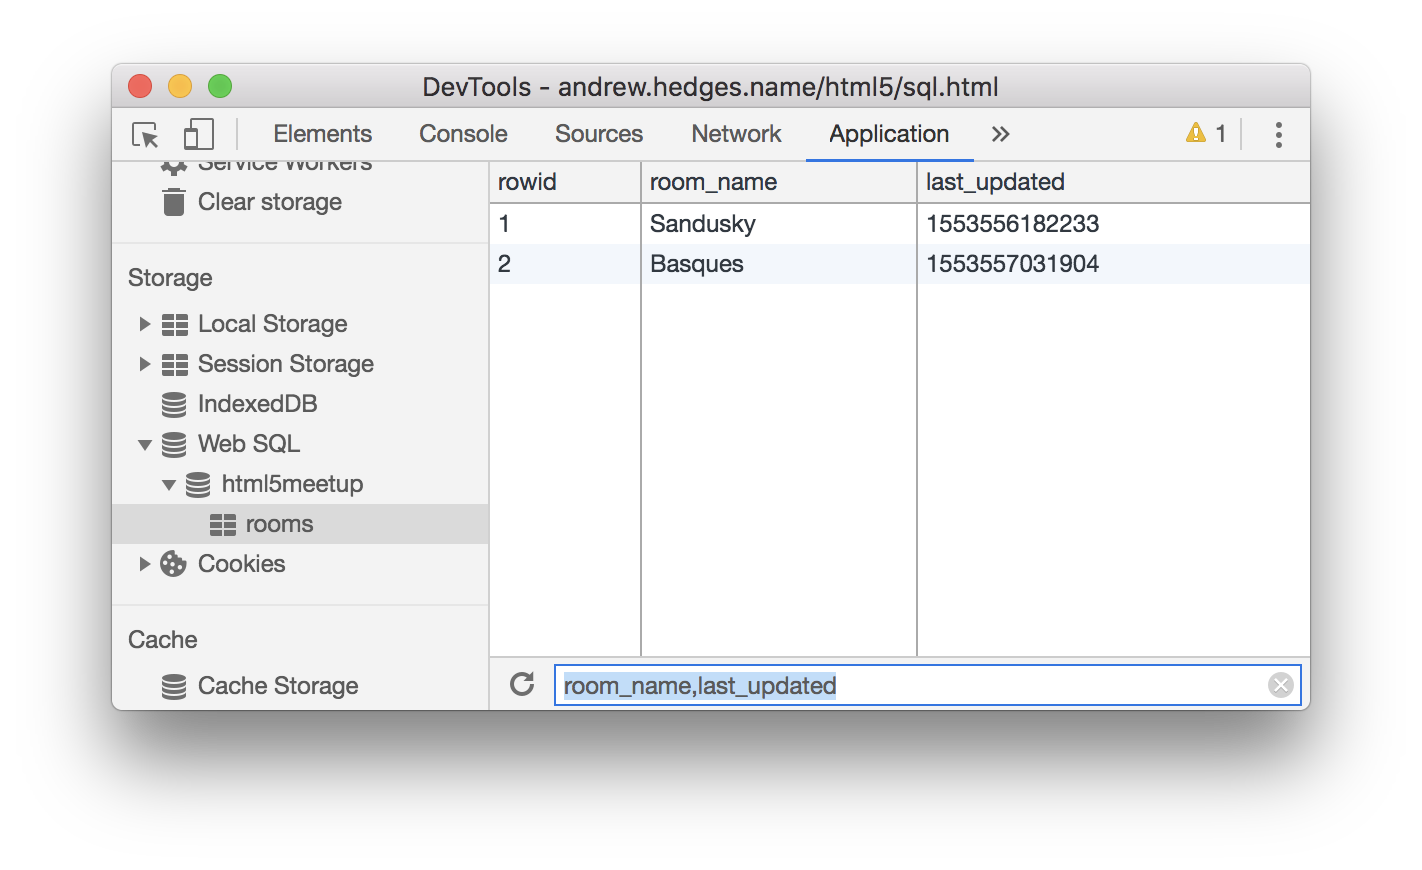 DevTools - andrew.hedges.name/html5/sql.html
Elements Console Sources Network Application 1
Service Workers
Clear storage
Storage
Local Storage
Session Storage
IndexedDB
Web SQL
html5meetup
rooms
Cookies
Cache
Cache Storage
rowid room_name last_updated
1 Sandusky 1553556182233
2 Basques 1553557031904
room_name,last_updated